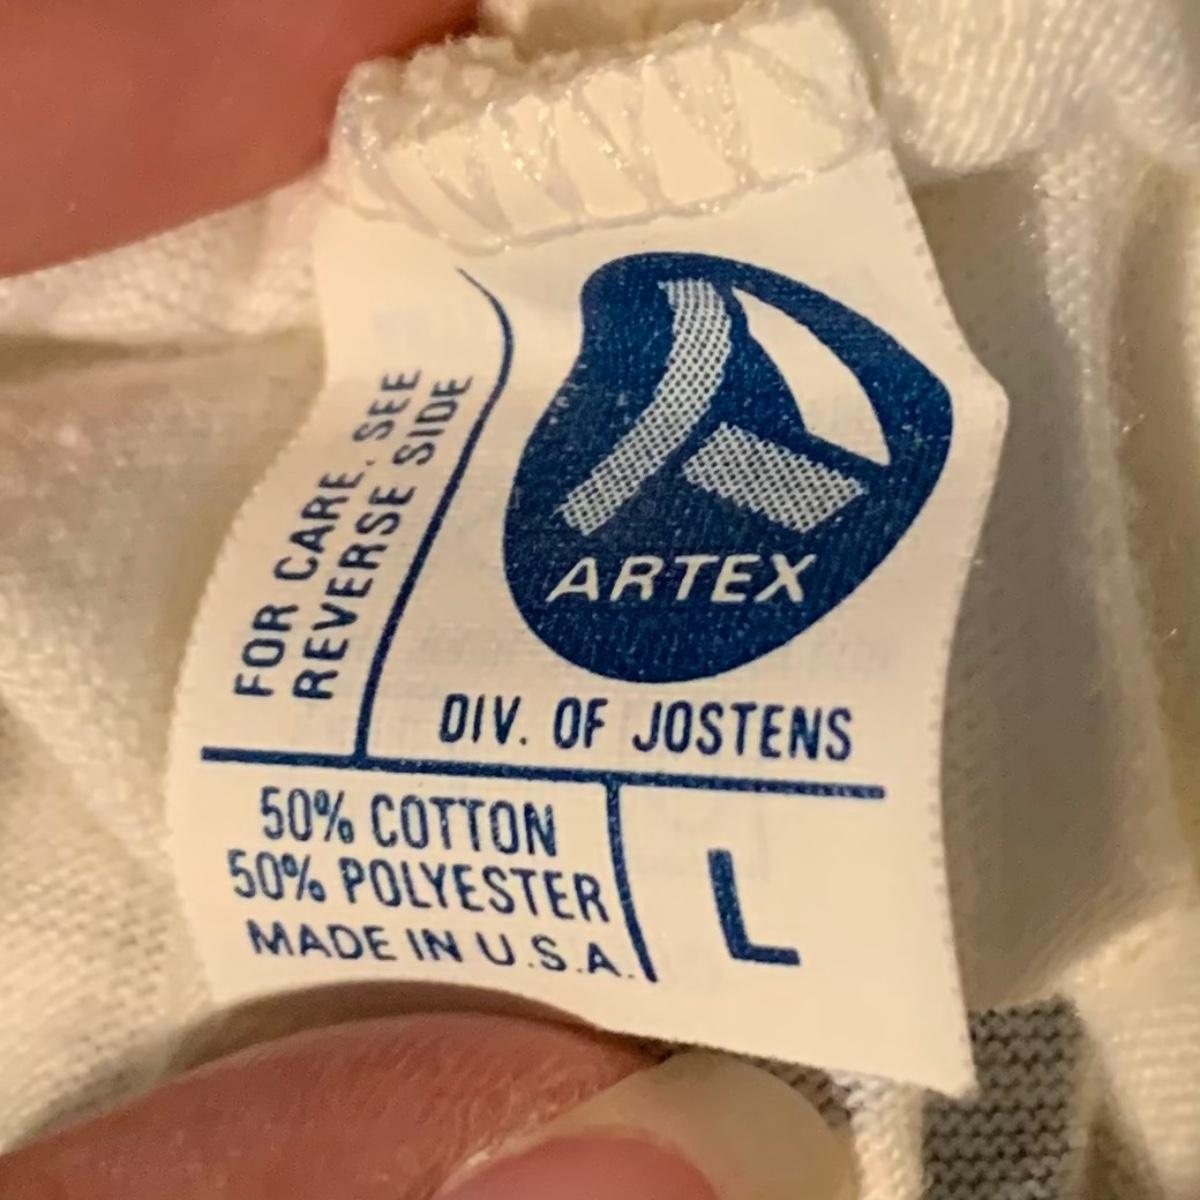 FOR CARE, SEE
REVERSE SIDE
ARTEX
DIV. OF JOSTENS
50% COTTON
50% POLYESTER
MADE IN U.S.A.
L